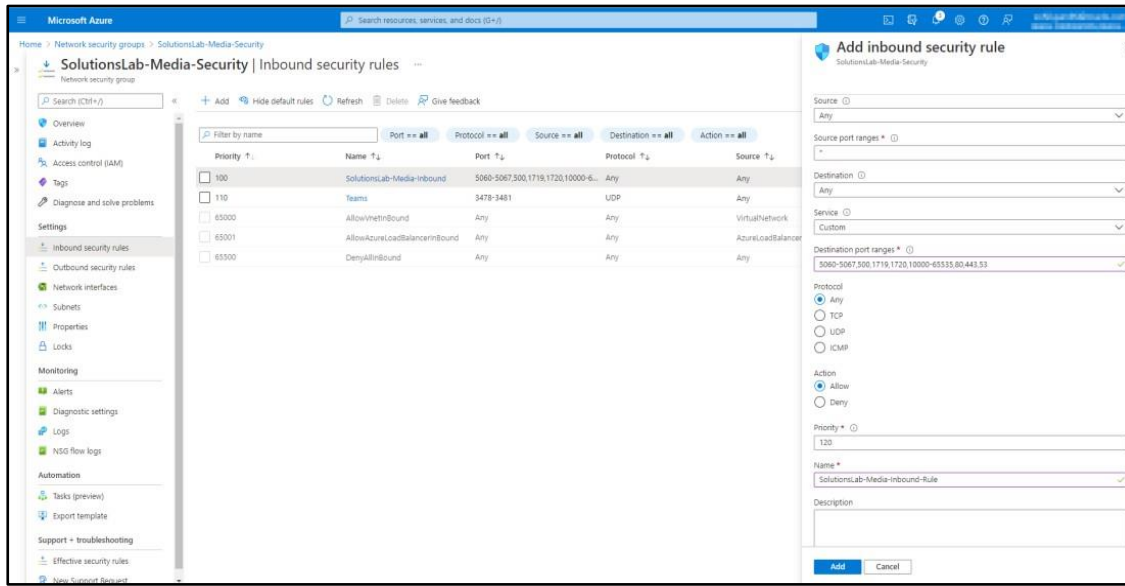 Microsoft Azure
Search resources, services, and docs (G+/)
Home > Network security groups > SolutionsLab-Media-Security
SolutionsLab-Media-Security | Inbound security rules ...
Network security group
Search (Ctrl+/)
Overview
Activity log
Access control (IAM)
Tags
Diagnose and solve problems
Settings
Inbound security rules
Outbound security rules
Network interfaces
Subnets
Properties
Locks
Monitoring
Alerts
Diagnostic settings
Logs
NSG flow logs
Automation
Tasks (preview)
Export template
Support + troubleshooting
Effective security rules
New Support Request
Add Hide default rules Refresh Delete Give feedback
Filter by name Port == all Protocol == all Source == all Destination == all Action == all
Priority Name Port Protocol Source
100 SolutionsLab-Media-Inbound 5060-5067,500,1719,1720,10000-6... Any Any
110 Teams 3478-3481 UDP Any
65000 AllowVnetInBound Any Any VirtualNetwork
65001 AllowAzureLoadBalancerInBound Any Any AzureLoadBalancer
65500 DenyAllInBound Any Any Any
Add inbound security rule
SolutionsLab-Media-Security
Source
Any
Source port ranges *
*
Destination
Any
Service
Custom
Destination port ranges *
5060-5067,500,1719,1720,10000-65535,80,443,53
Protocol
Any
TCP
UDP
ICMP
Action
Allow
Deny
Priority *
120
Name *
SolutionsLab-Media-Inbound-Rule
Description
Add Cancel